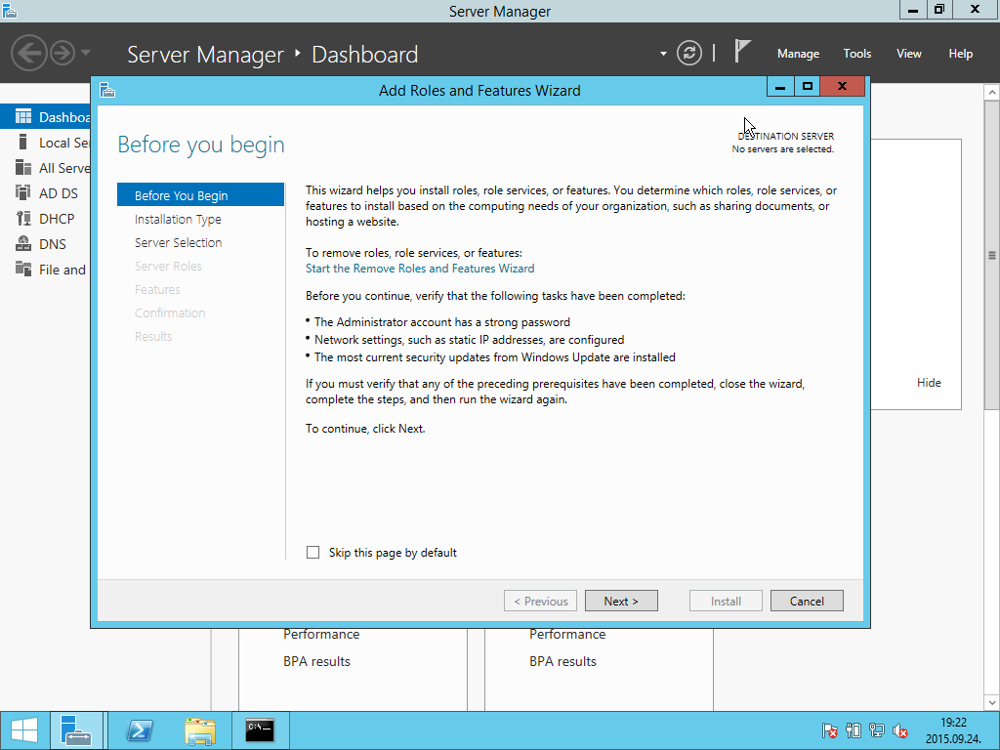 Server Manager
Server Manager ‣ Dashboard
Manage Tools View Help
Add Roles and Features Wizard
Before you begin
DESTINATION SERVER
No servers are selected.
Dashboa
Local Ser
All Serve
AD DS
DHCP
DNS
File and
Before You Begin
Installation Type
Server Selection
Server Roles
Features
Confirmation
Results
This wizard helps you install roles, role services, or features. You determine which roles, role services, or
features to install based on the computing needs of your organization, such as sharing documents, or
hosting a website.
To remove roles, role services, or features:
Start the Remove Roles and Features Wizard
Before you continue, verify that the following tasks have been completed:
• The Administrator account has a strong password
• Network settings, such as static IP addresses, are configured
• The most current security updates from Windows Update are installed
If you must verify that any of the preceding prerequisites have been completed, close the wizard,
complete the steps, and then run the wizard again.
To continue, click Next.
Hide
Skip this page by default
< Previous Next > Install Cancel
Performance Performance
BPA results BPA results
C:\_
19:22
2015.09.24.